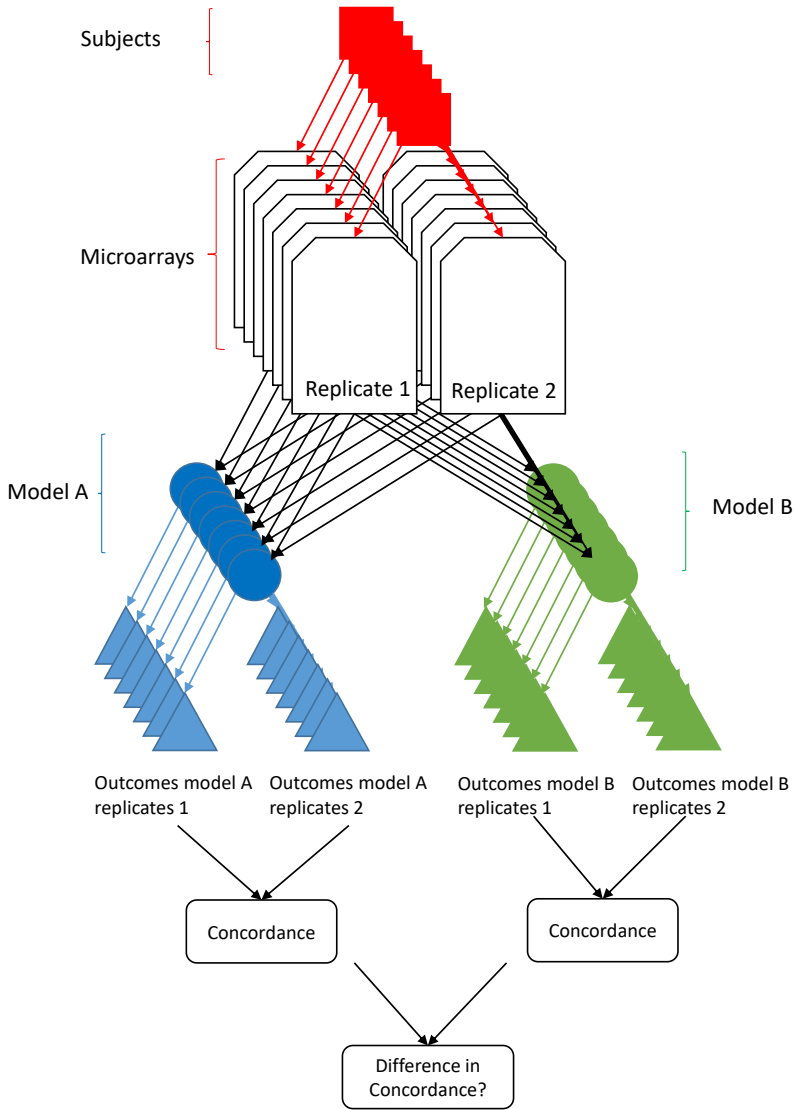 Subjects
Microarrays
Replicate 1
Replicate 2
Model A
Model B
Outcomes model A
replicates 1
Outcomes model A
replicates 2
Outcomes model B
replicates 1
Outcomes model B
replicates 2
Concordance
Concordance
Difference in
Concordance?